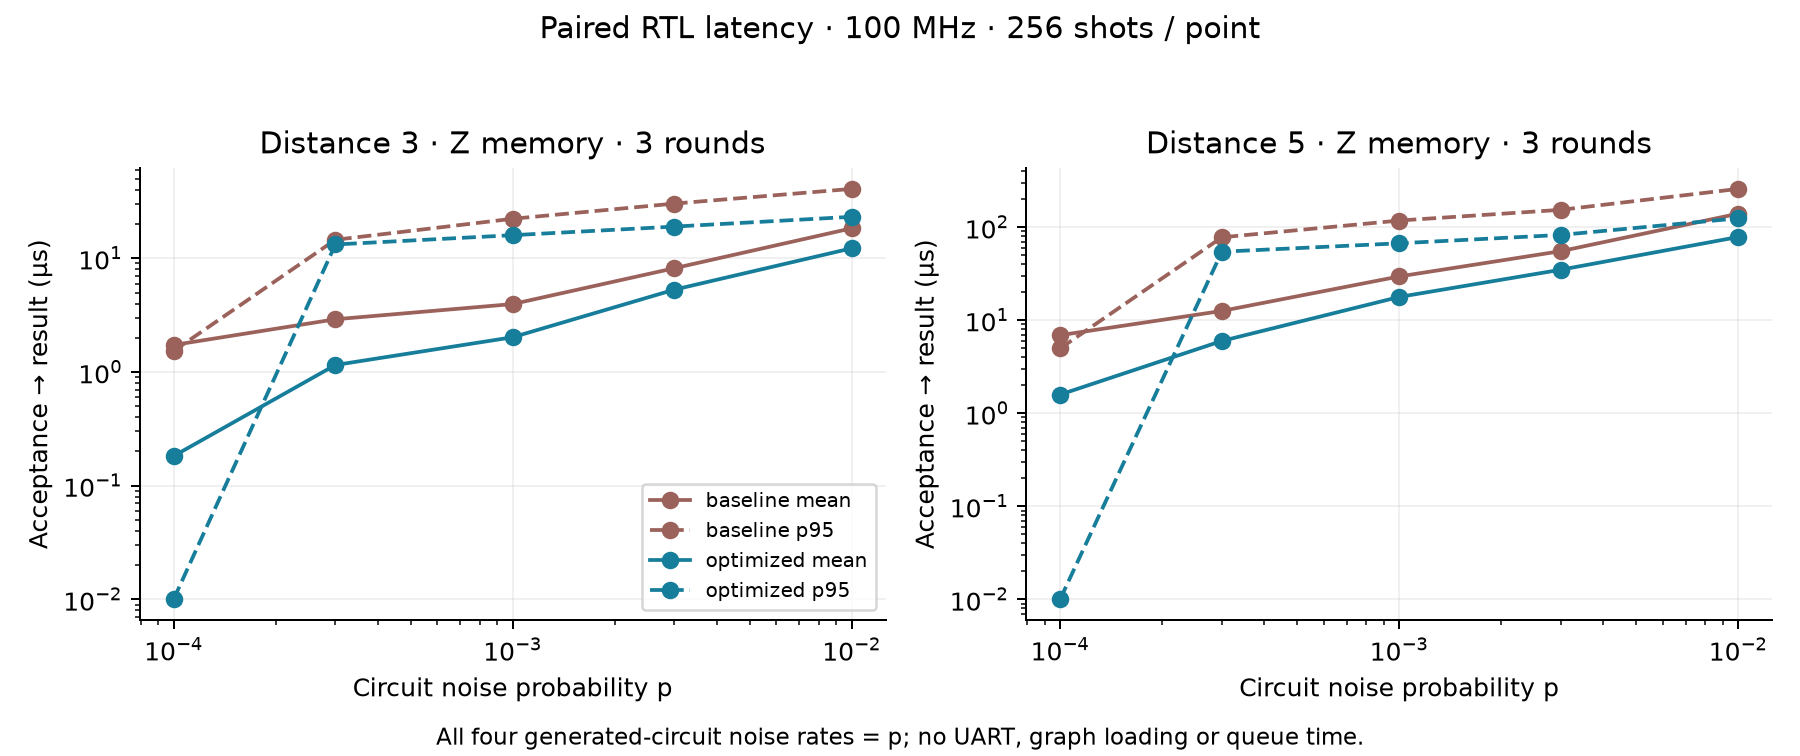 Paired RTL latency · 100 MHz · 256 shots / point
Distance 3 · Z memory · 3 rounds
Acceptance → result (μs)
10¹
10⁰
10⁻¹
10⁻²
baseline mean
baseline p95
optimized mean
optimized p95
10⁻⁴
10⁻³
10⁻²
Circuit noise probability p
Distance 5 · Z memory · 3 rounds
Acceptance → result (μs)
10²
10¹
10⁰
10⁻¹
10⁻²
10⁻⁴
10⁻³
10⁻²
Circuit noise probability p
All four generated-circuit noise rates = p; no UART, graph loading or queue time.